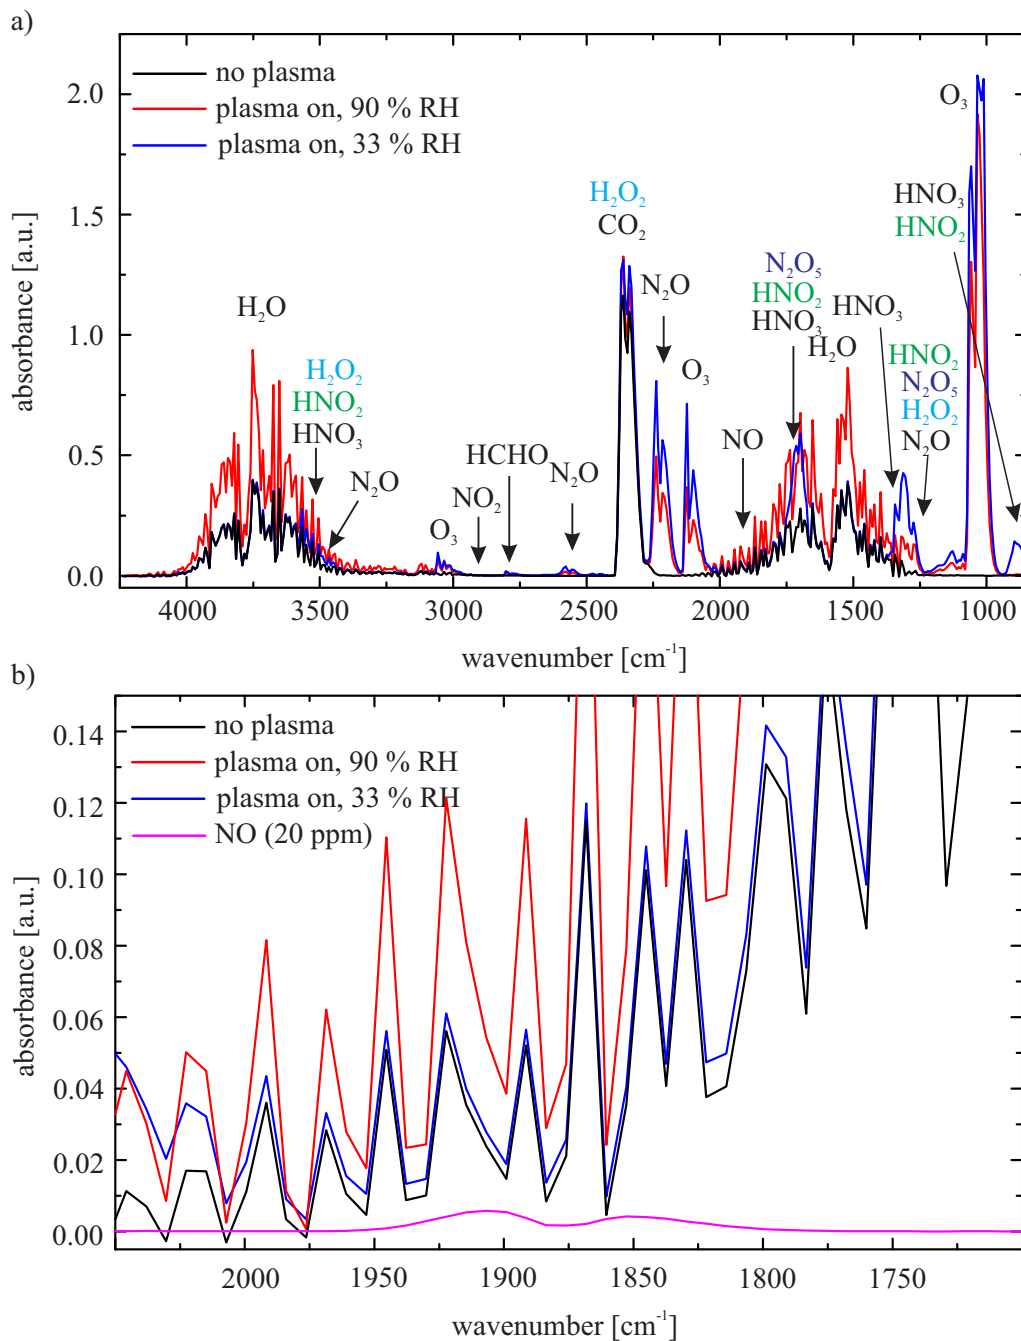 a)
no plasma
plasma on, 90 % RH
plasma on, 33 % RH
O₃
H₂O₂
CO₂
HNO₃
HNO₂
N₂O₅
HNO₂
HNO₃
H₂O
N₂O
HNO₃
H₂O
O₃
HNO₂
N₂O₅
H₂O₂
N₂O
H₂O₂
HNO₂
HNO₃
N₂O
HCHO
NO₂
O₃
N₂O
NO
absorbance [a.u.]
2.0
1.5
1.0
0.5
0.0
4000 3500 3000 2500 2000 1500 1000
wavenumber [cm⁻¹]
b)
no plasma
plasma on, 90 % RH
plasma on, 33 % RH
NO (20 ppm)
absorbance [a.u.]
0.14
0.12
0.10
0.08
0.06
0.04
0.02
0.00
2000 1950 1900 1850 1800 1750
wavenumber [cm⁻¹]